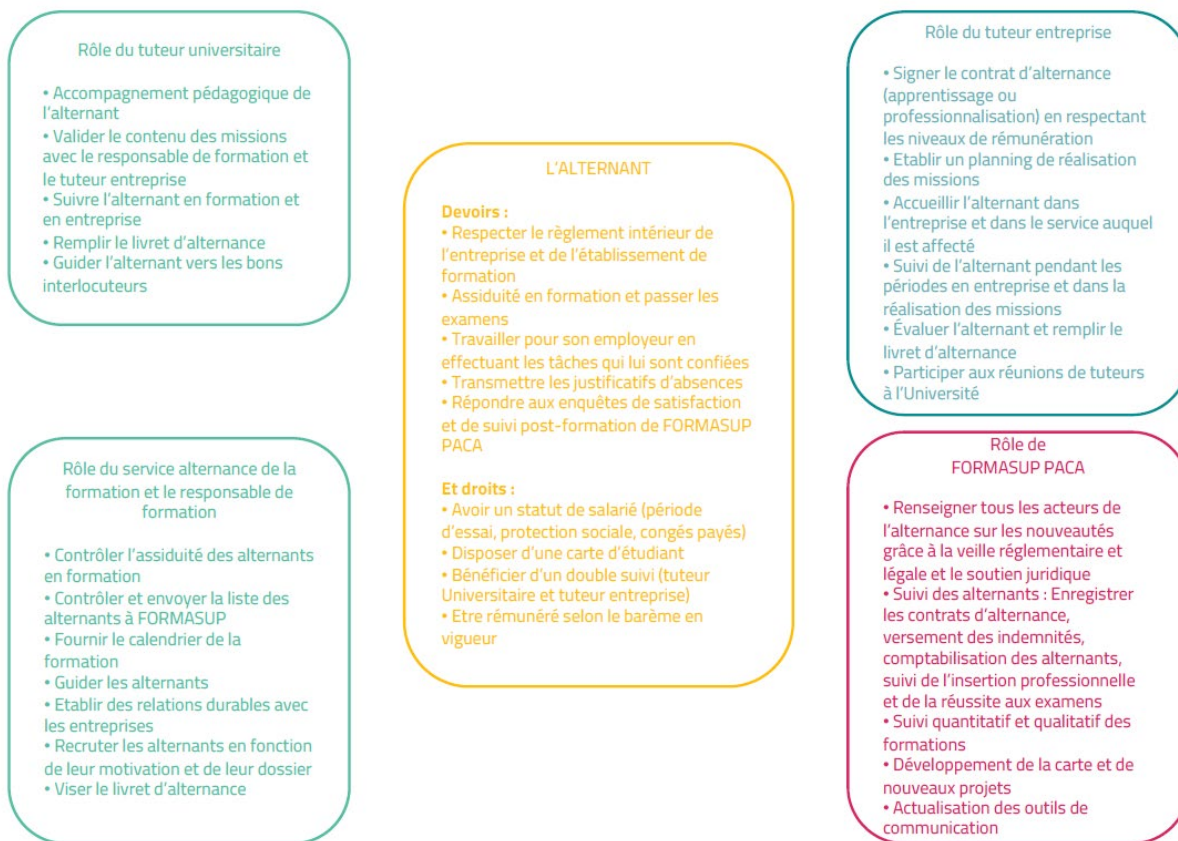 Rôle du tuteur universitaire
• Accompagnement pédagogique de
l'alternant
• Valider le contenu des missions
avec le responsable de formation et
le tuteur entreprise
• Suivre l'alternant en formation et
en entreprise
• Remplir le livret d'alternance
• Guider l'alternant vers les bons
interlocuteurs
Rôle du service alternance de la
formation et le responsable de
formation
• Contrôler l'assiduité des alternants
en formation
• Contrôler et envoyer la liste des
alternants à FORMASUP
• Fournir le calendrier de la
formation
• Guider les alternants
• Etablir des relations durables avec
les entreprises
• Recruter les alternants en fonction
de leur motivation et de leur dossier
• Viser le livret d'alternance
L'ALTERNANT
Devoirs :
• Respecter le règlement intérieur de
l'entreprise et de l'établissement de
formation
• Assiduité en formation et passer les
examens
• Travailler pour son employeur en
effectuant les tâches qui lui sont confiées
• Transmettre les justificatifs d'absences
• Répondre aux enquêtes de satisfaction
et de suivi post-formation de FORMASUP
PACA
Et droits :
• Avoir un statut de salarié (période
d'essai, protection sociale, congés payés)
• Disposer d'une carte d'étudiant
• Bénéficier d'un double suivi (tuteur
Universitaire et tuteur entreprise)
• Etre rémunéré selon le barème en
vigueur
Rôle du tuteur entreprise
• Signer le contrat d'alternance
(apprentissage ou
professionnalisation) en respectant
les niveaux de rémunération
• Etablir un planning de réalisation
des missions
• Accueillir l'alternant dans
l'entreprise et dans le service auquel
il est affecté
• Suivi de l'alternant pendant les
périodes en entreprise et dans la
réalisation des missions
• Évaluer l'alternant et remplir le
livret d'alternance
• Participer aux réunions de tuteurs
à l'Université
Rôle de
FORMASUP PACA
• Renseigner tous les acteurs de
l'alternance sur les nouveautés
grâce à la veille réglementaire et
légale et le soutien juridique
• Suivi des alternants : Enregistrer
les contrats d'alternance,
versement des indemnités,
comptabilisation des alternants,
suivi de l'insertion professionnelle
et de la réussite aux examens
• Suivi quantitatif et qualitatif des
formations
• Développement de la carte et de
nouveaux projets
• Actualisation des outils de
communication